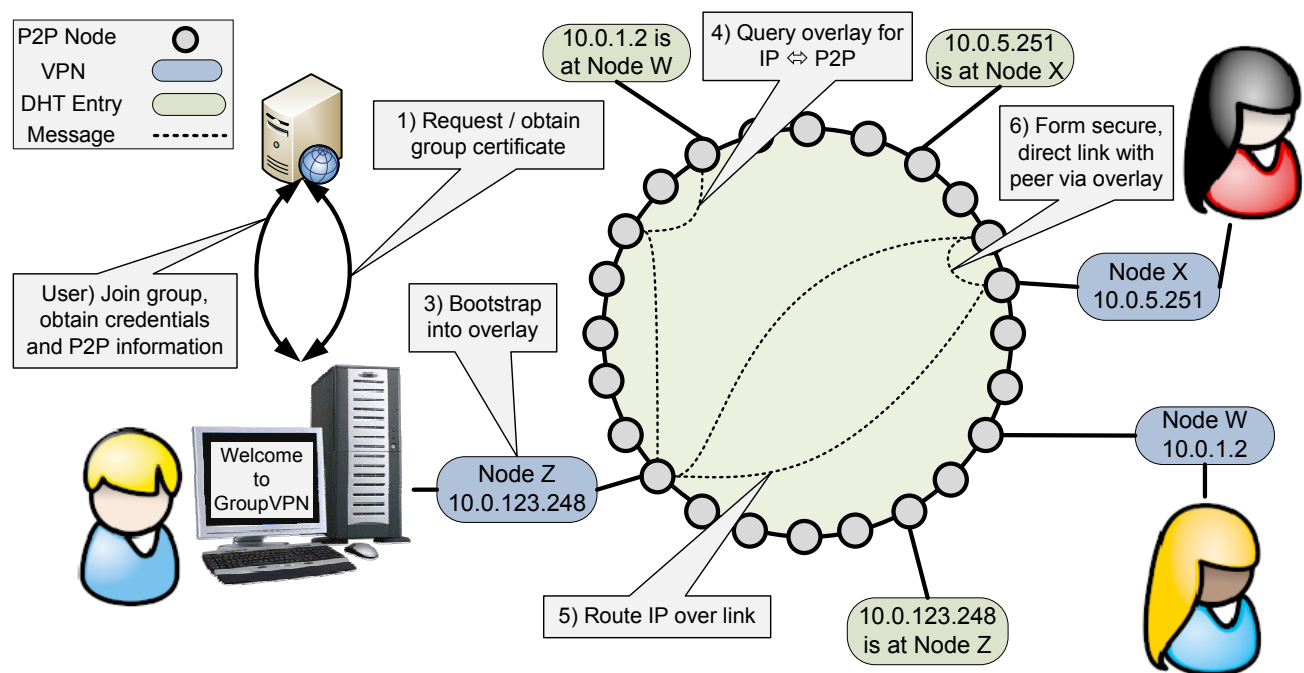 P2P Node
VPN
DHT Entry
Message
1) Request / obtain
group certificate
10.0.1.2 is
at Node W
4) Query overlay for
IP ⇔ P2P
10.0.5.251
is at Node X
6) Form secure,
direct link with
peer via overlay
User) Join group,
obtain credentials
and P2P information
3) Bootstrap
into overlay
Node X
10.0.5.251
Welcome
to
GroupVPN
Node Z
10.0.123.248
Node W
10.0.1.2
5) Route IP over link
10.0.123.248
is at Node Z